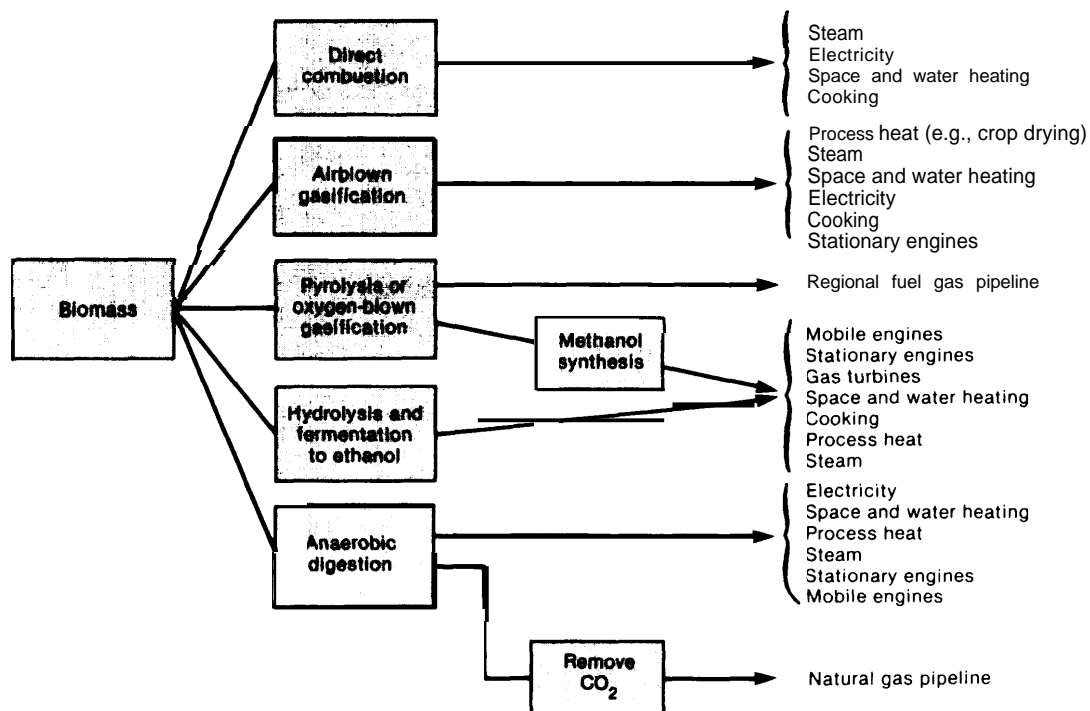 Biomass
Direct
combustion
Steam
Electricity
Space and water heating
Cooking
Airblown
gasification
Process heat (e.g., crop drying)
Steam
Space and water heating
Electricity
Cooking
Stationary engines
Pyrolysis or
oxygen-blown
gasification
Regional fuel gas pipeline
Methanol
synthesis
Hydrolysis and
fermentation
to ethanol
Mobile engines
Stationary engines
Gas turbines
Space and water heating
Cooking
Process heat
Steam
Anaerobic
digestion
Electricity
Space and water heating
Process heat
Steam
Stationary engines
Mobile engines
Remove
CO₂
Natural gas pipeline